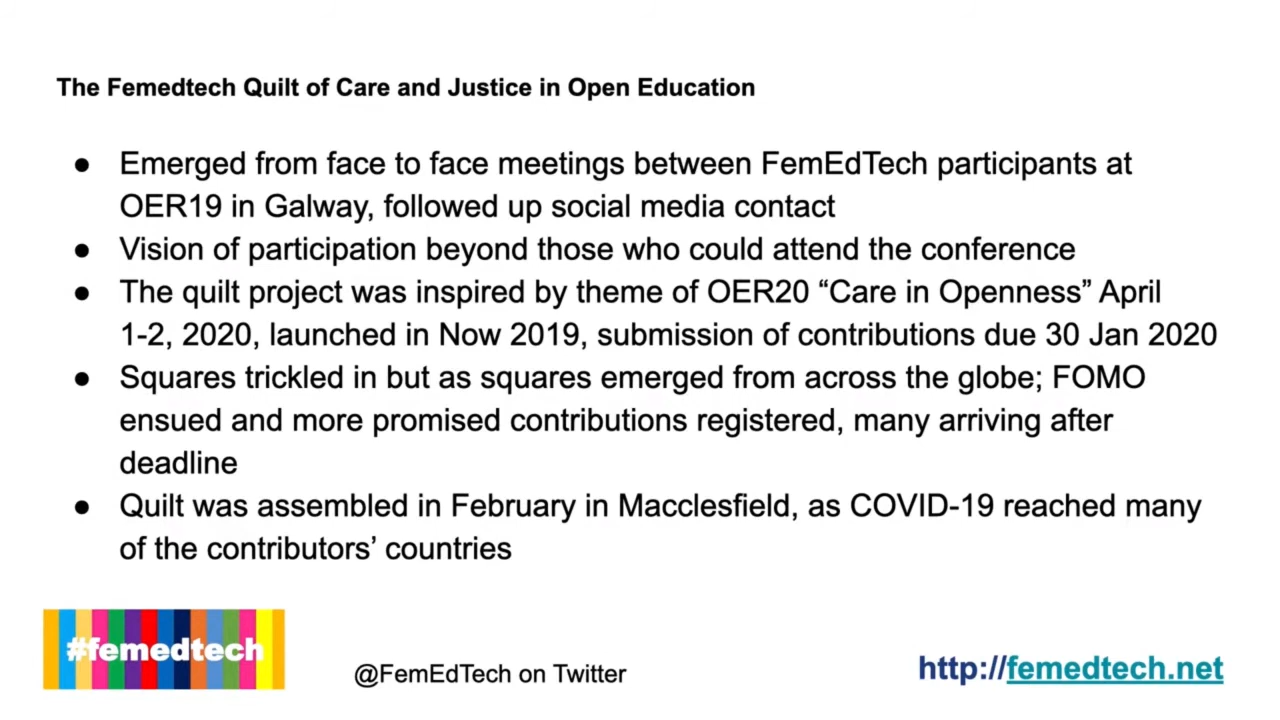 The Femedtech Quilt of Care and Justice in Open Education
● Emerged from face to face meetings between FemEdTech participants at
OER19 in Galway, followed up social media contact
● Vision of participation beyond those who could attend the conference
● The quilt project was inspired by theme of OER20 “Care in Openness” April
1-2, 2020, launched in Now 2019, submission of contributions due 30 Jan 2020
● Squares trickled in but as squares emerged from across the globe; FOMO
ensued and more promised contributions registered, many arriving after
deadline
● Quilt was assembled in February in Macclesfield, as COVID-19 reached many
of the contributors’ countries
#femedtech
@FemEdTech on Twitter
http://femedtech.net